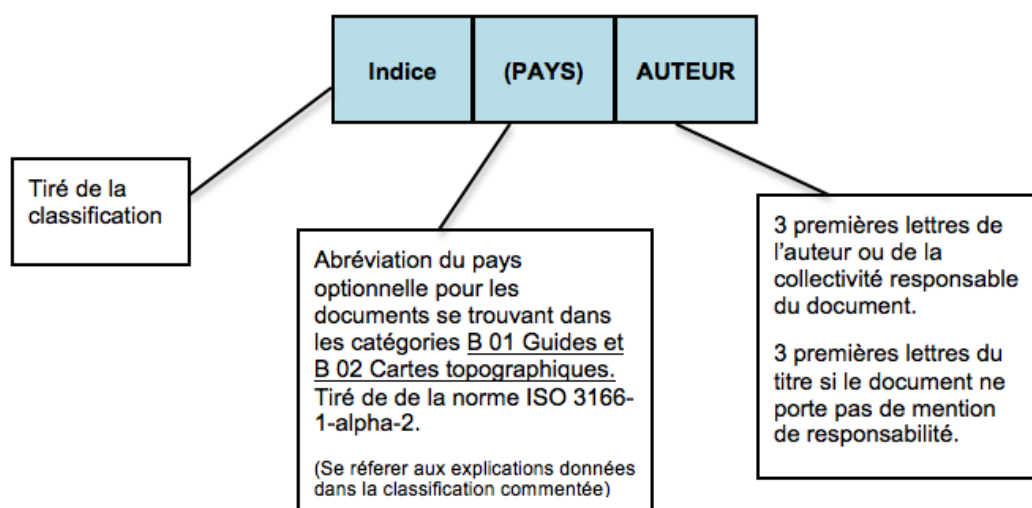 Indice (PAYS) AUTEUR
Tiré de la
classification
Abréviation du pays
optionnelle pour les
documents se trouvant dans
les catégories B 01 Guides et
B 02 Cartes topographiques.
Tiré de de la norme ISO 3166-
1-alpha-2.
(Se réferer aux explications données
dans la classification commentée)
3 premières lettres de
l'auteur ou de la
collectivité responsable
du document.
3 premières lettres du
titre si le document ne
porte pas de mention
de responsabilité.